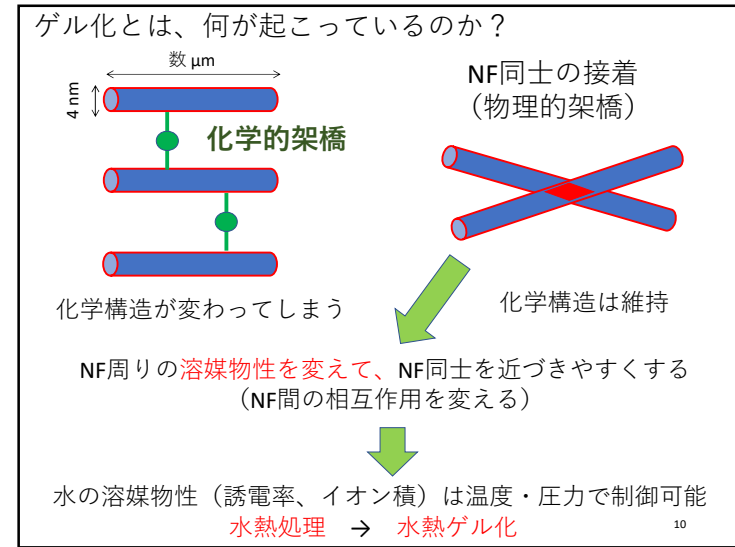 ゲル化とは、何が起こっているのか？
数 μm
4 nm
化学的架橋
化学構造が変わってしまう
NF同士の接着
（物理的架橋）
化学構造は維持
NF周りの溶媒物性を変えて、NF同士を近づきやすくする
（NF間の相互作用を変える）
水の溶媒物性（誘電率、イオン積）は温度・圧力で制御可能
水熱処理 → 水熱ゲル化
10